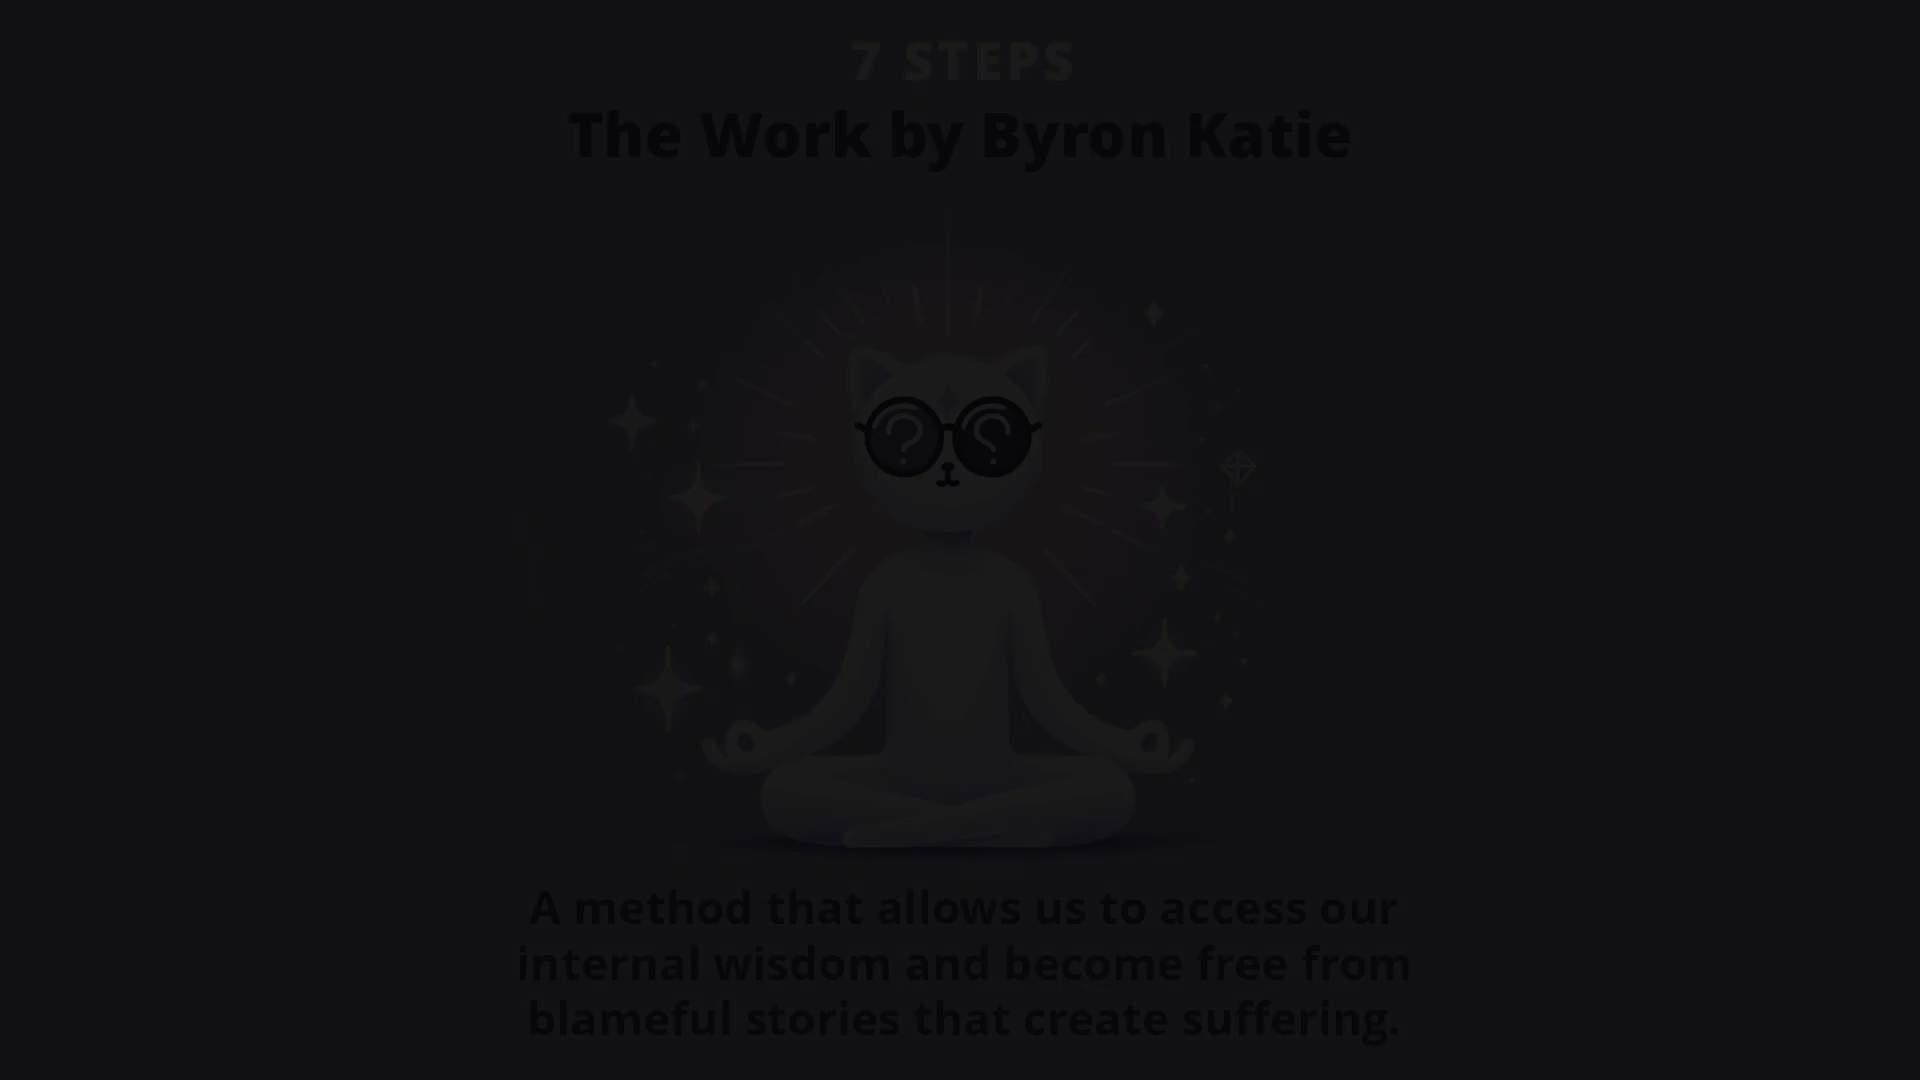 7 STEPS
The Work by Byron Katie
A method that allows us to access our
internal wisdom and become free from
blameful stories that create suffering.